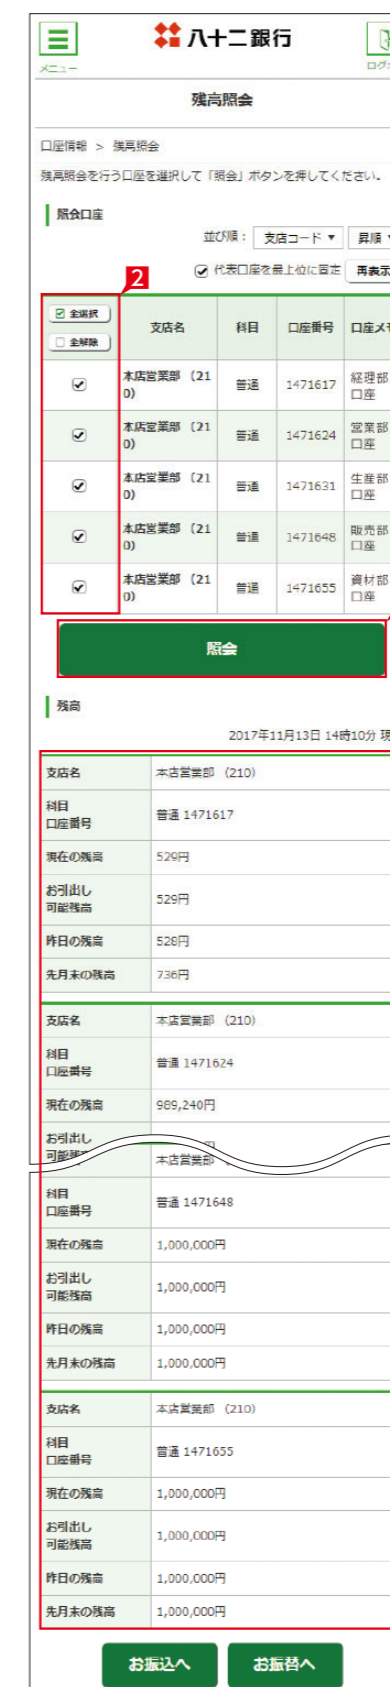 八十二銀行
メニュー
残高照会
口座情報 > 残高照会
残高照会を行う口座を選択して「照会」ボタンを押してください。
照会口座
並び順： 支店コード ▼ 昇順
代表口座を最上位に固定 再表示
2
全選択
全解除
支店名 科目 口座番号 口座メモ
本店営業部 （21
0） 普通 1471617 経理部
口座
本店営業部 （21
0） 普通 1471624 営業部
口座
本店営業部 （21
0） 普通 1471631 生産部
口座
本店営業部 （21
0） 普通 1471648 販売部
口座
本店営業部 （21
0） 普通 1471655 資材部
口座
照会
残高
2017年11月13日 14時10分 現
支店名 本店営業部 （210）
科目
口座番号 普通 1471617
現在の残高 529円
お引出し
可能残高 529円
昨日の残高 528円
先月末の残高 736円
支店名 本店営業部 （210）
科目
口座番号 普通 1471624
現在の残高 989,240円
お引出し
可能残
本店営業部
科目
口座番号 普通 1471648
現在の残高 1,000,000円
お引出し
可能残高 1,000,000円
昨日の残高 1,000,000円
先月末の残高 1,000,000円
支店名 本店営業部 （210）
科目
口座番号 普通 1471655
現在の残高 1,000,000円
お引出し
可能残高 1,000,000円
昨日の残高 1,000,000円
先月末の残高 1,000,000円
お振込へ お振替へ